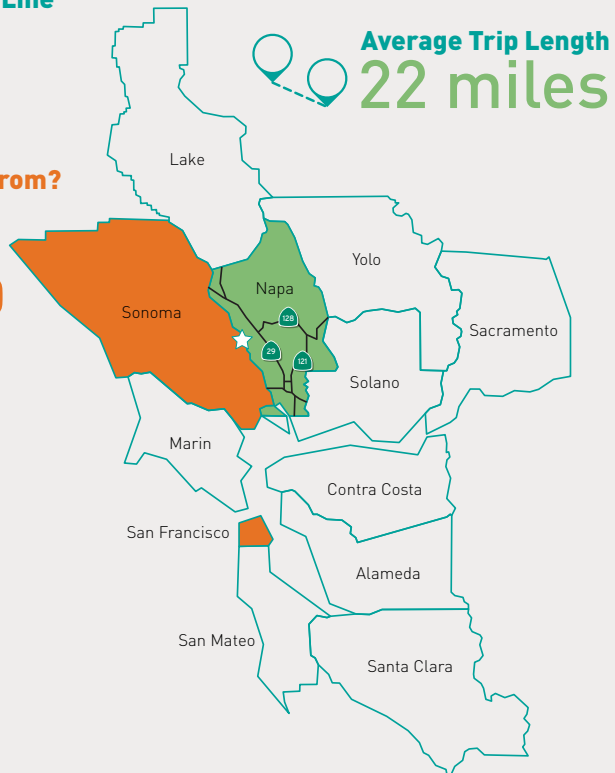 Line
Average Trip Length
22 miles
Lake
from?
Yolo
Napa
Sonoma
128
Sacramento
29
121
Solano
Marin
Contra Costa
San Francisco
Alameda
San Mateo
Santa Clara